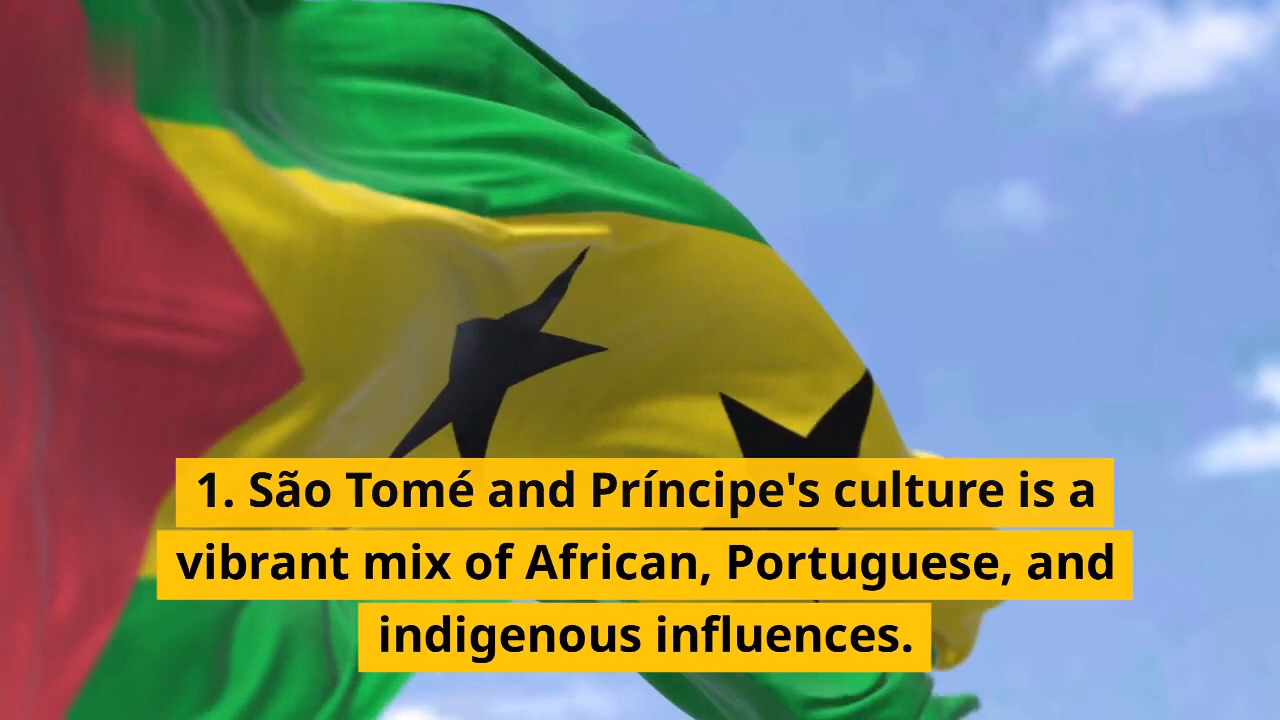 1. São Tomé and Príncipe's culture is a
vibrant mix of African, Portuguese, and
indigenous influences.